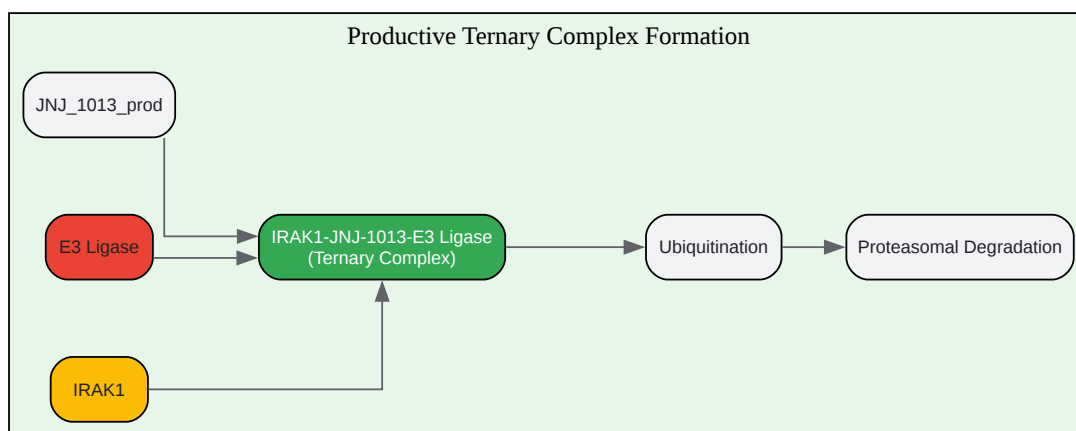 Productive Ternary Complex Formation
JNJ_1013_prod
E3 Ligase
IRAK1-JNJ-1013-E3 Ligase
(Ternary Complex)
Ubiquitination
Proteasomal Degradation
IRAK1